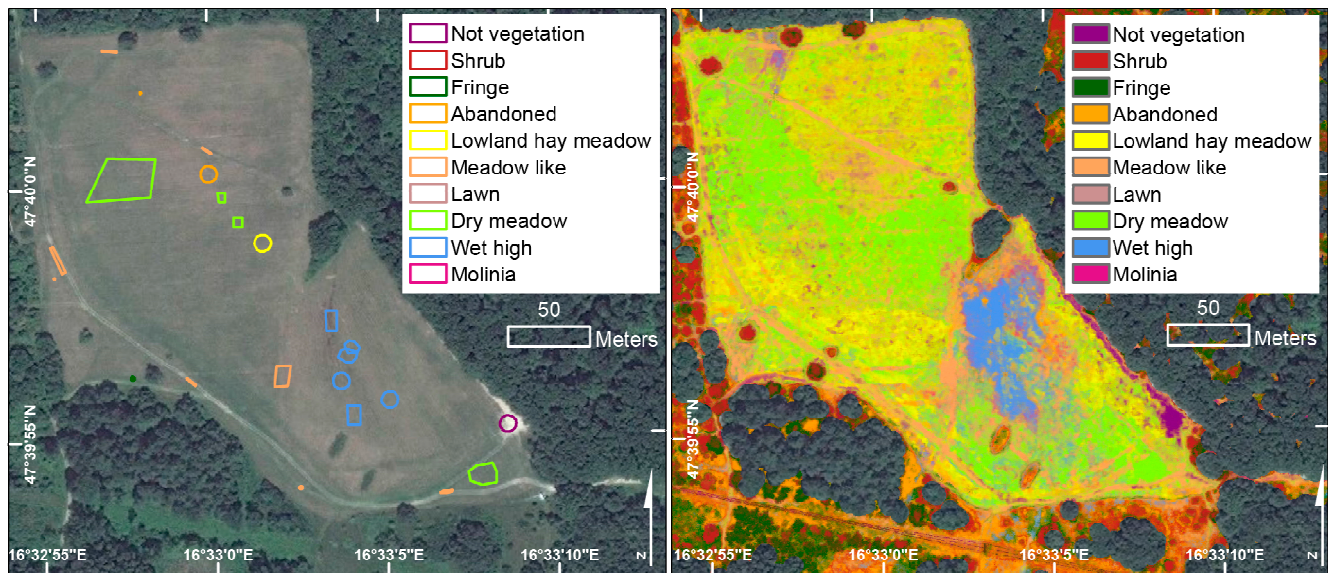 Not vegetation
Shrub
Fringe
Abandoned
Lowland hay meadow
Meadow like
Lawn
Dry meadow
Wet high
Molinia
50
Meters
47°40'0"N
47°39'55"N
16°32'55"E
16°33'0"E
16°33'5"E
16°33'10"E
N
Not vegetation
Shrub
Fringe
Abandoned
Lowland hay meadow
Meadow like
Lawn
Dry meadow
Wet high
Molinia
50
Meters
47°40'0"N
47°39'55"N
16°32'55"E
16°33'0"E
16°33'5"E
16°33'10"E
N